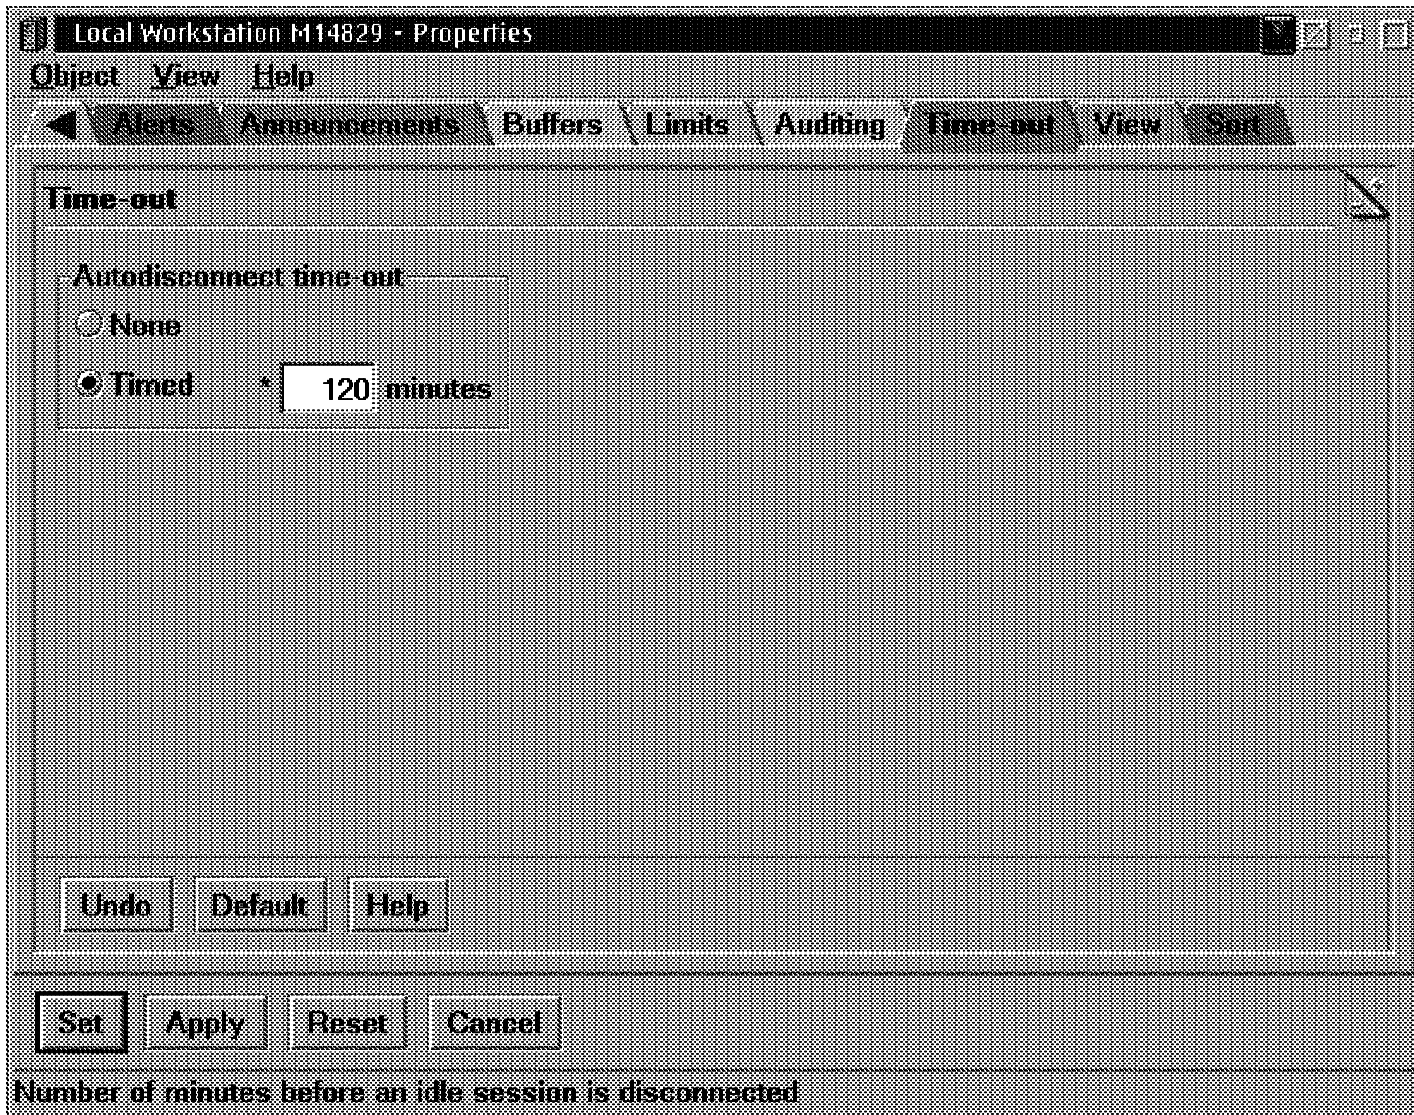 Local Workstation M14829 - Properties
Object View Help
Alerts Announcements Buffers Limits Auditing Time-out View Sort
Time-out
Autodisconnect time-out
None
Timed * 120 minutes
Undo Default Help
Set Apply Reset Cancel
Number of minutes before an idle session is disconnected